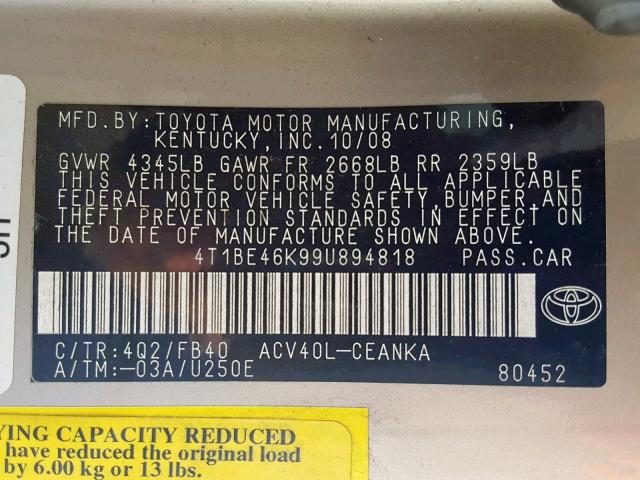 MFD.BY:TOYOTA MOTOR MANUFACTURING,
KENTUCKY,INC.10/08
GVWR 4345LB GAWR FR 2668LB RR 2359LB
THIS VEHICLE CONFORMS TO ALL APPLICABLE
FEDERAL MOTOR VEHICLE SAFETY,BUMPER,AND
THEFT PREVENTION STANDARDS IN EFFECT ON
THE DATE OF MANUFACTURE SHOWN ABOVE.
4T1BE46K99U894818 PASS.CAR
C/TR:4Q2/FB40 ACV40L-CEANKA
A/TM:-03A/U250E 80452
YING CAPACITY REDUCED
have reduced the original load
by 6.00 kg or 13 lbs.